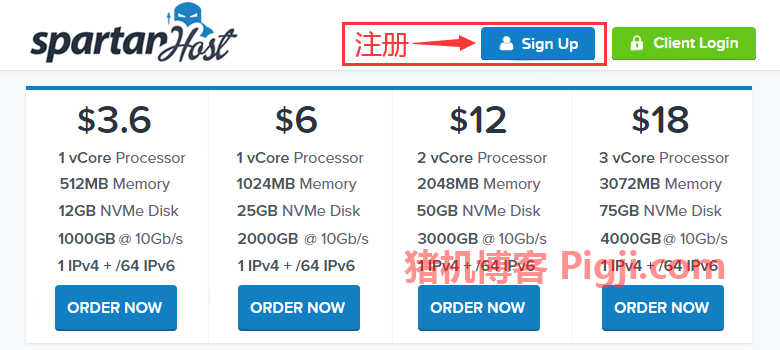 spartanHost
注册
Sign Up
Client Login
$3.6
1 vCore Processor
512MB Memory
12GB NVMe Disk
1000GB @ 10Gb/s
1 IPv4 + /64 IPv6
ORDER NOW
$6
1 vCore Processor
1024MB Memory
25GB NVMe Disk
2000GB @ 10Gb/s
1 IPv4 + /64 IPv6
ORDER NOW
$12
2 vCore Processor
2048MB Memory
50GB NVMe Disk
3000GB @ 10Gb/s
1 IPv4 + /64 IPv6
ORDER NOW
$18
3 vCore Processor
3072MB Memory
75GB NVMe Disk
4000GB @ 10Gb/s
1 IPv4 + /64 IPv6
ORDER NOW
猪机博客 Pigji.com